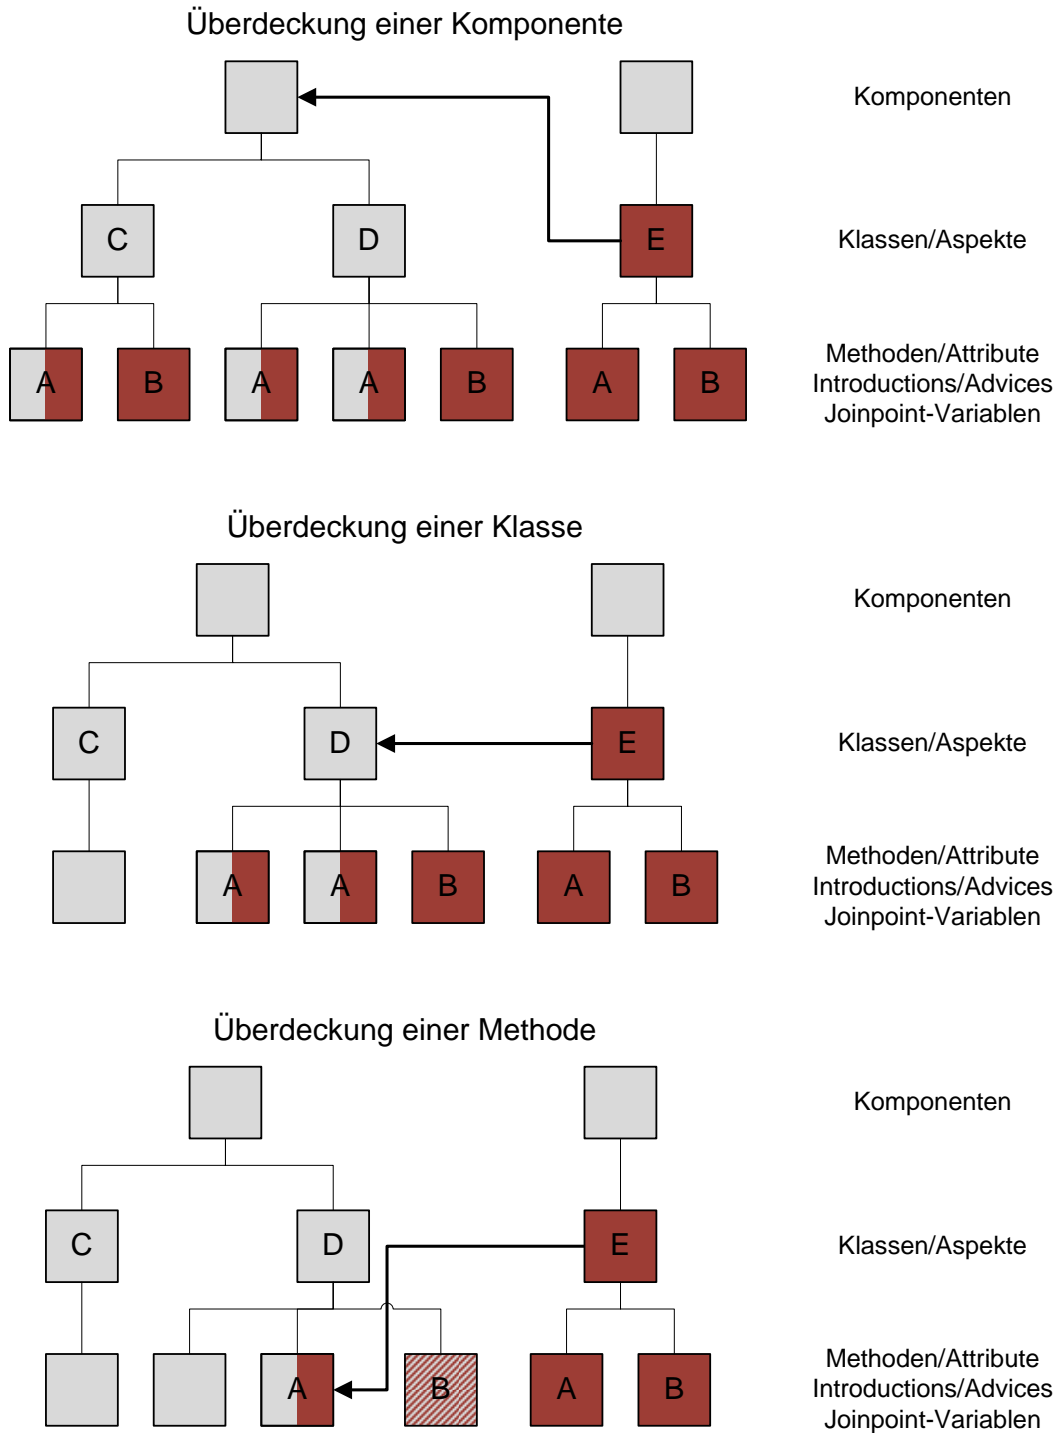 Überdeckung einer Komponente
Komponenten
C
D
E
Klassen/Aspekte
A
B
A
A
B
A
B
Methoden/Attribute
Introductions/Advices
Joinpoint-Variablen
Überdeckung einer Klasse
Komponenten
C
D
E
Klassen/Aspekte
A
A
B
A
B
Methoden/Attribute
Introductions/Advices
Joinpoint-Variablen
Überdeckung einer Methode
Komponenten
C
D
E
Klassen/Aspekte
A
B
A
B
Methoden/Attribute
Introductions/Advices
Joinpoint-Variablen